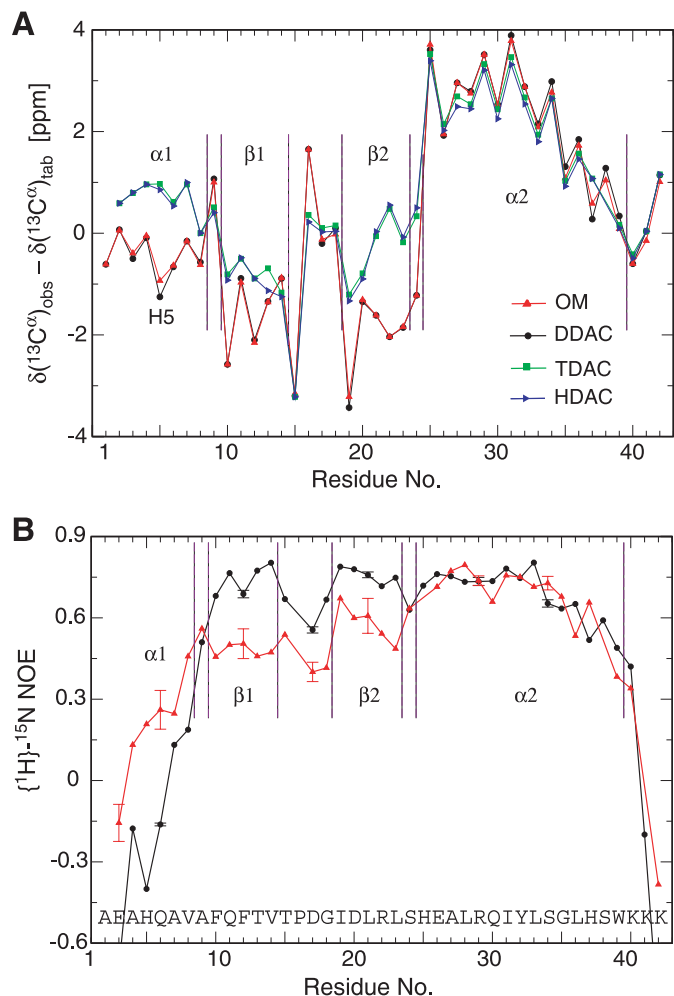 A
4
2
0
-2
-4
δ(¹³Cᵅ)obs − δ(¹³Cᵅ)tab [ppm]
α1
β1
β2
α2
H5
OM
DDAC
TDAC
HDAC
1 10 20 30 40
Residue No.
B
0.9
0.6
0.3
0
-0.3
-0.6
{¹H}-¹⁵N NOE
α1
β1
β2
α2
AEAHQAVAFQFTVTPDGIDLRLSHEALRQIYLSGLHSWKKK
1 10 20 30 40
Residue No.